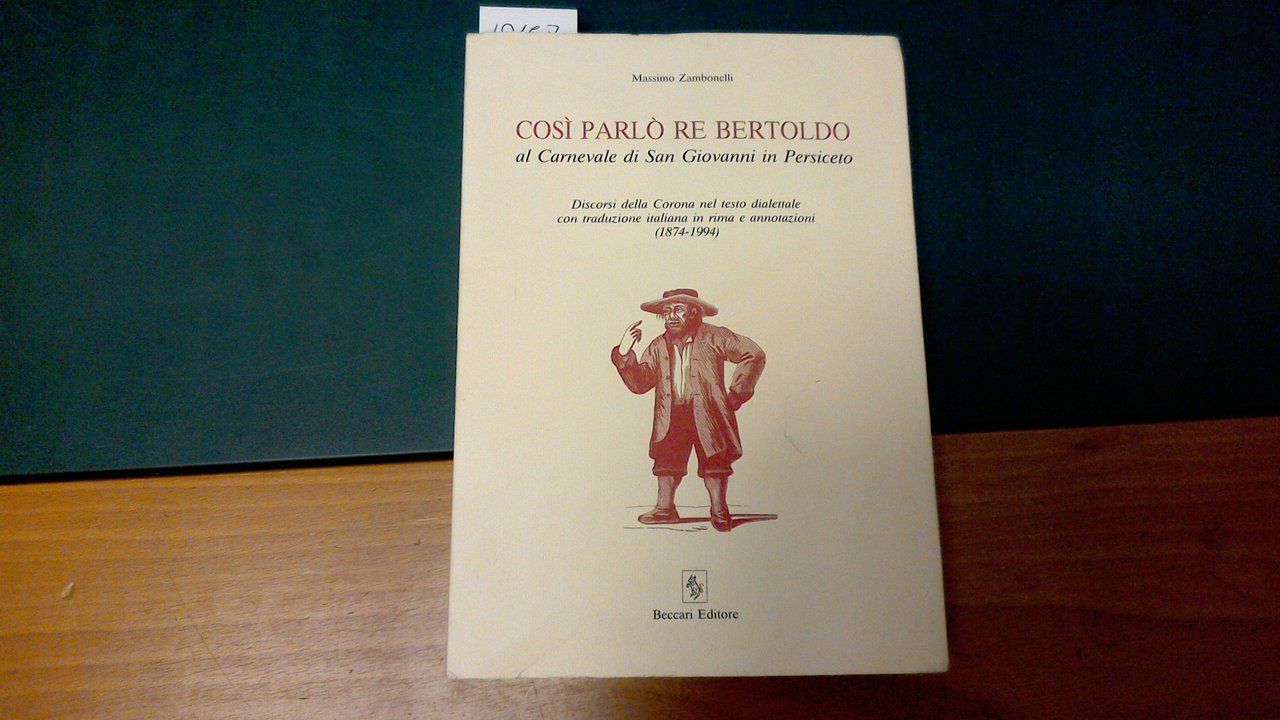 Massimo Zambonelli
COSÌ PARLÒ RE BERTOLDO
al Carnevale di San Giovanni in Persiceto
Discorsi della Corona nel testo dialettale
con traduzione italiana in rima e annotazioni
(1874-1994)
Beccari Editore